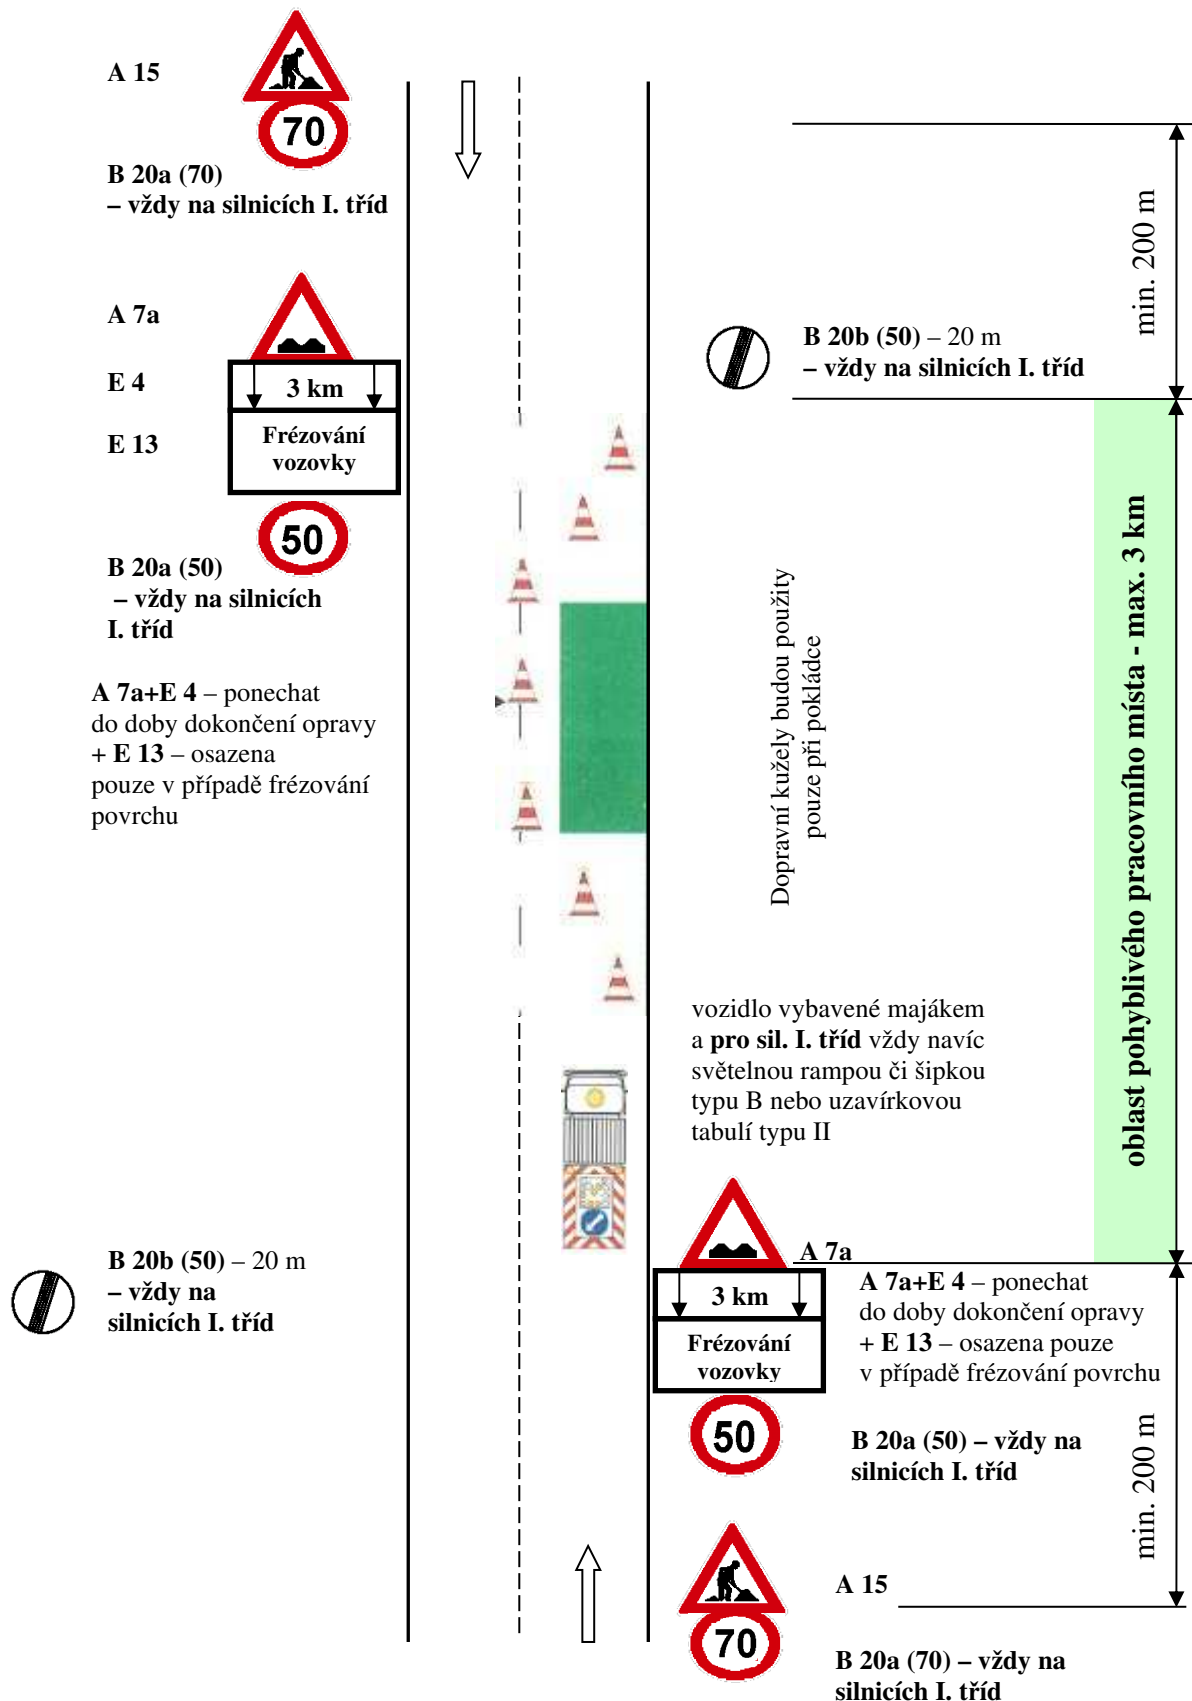 A 15
70
B 20a (70)
– vždy na silnicích I. tříd
A 7a
E 4
3 km
E 13
Frézování
vozovky
50
B 20a (50)
– vždy na silnicích
I. tříd
A 7a+E 4 – ponechat
do doby dokončení opravy
+ E 13 – osazena
pouze v případě frézování
povrchu
B 20b (50) – 20 m
– vždy na
silnicích I. tříd
min. 200 m
B 20b (50) – 20 m
– vždy na silnicích I. tříd
Dopravní kužely budou použity
pouze při pokládce
oblast pohyblivého pracovního místa - max. 3 km
vozidlo vybavené majákem
a pro sil. I. tříd vždy navíc
světelnou rampou či šipkou
typu B nebo uzavírkovou
tabulí typu II
A 7a
3 km
Frézování
vozovky
A 7a+E 4 – ponechat
do doby dokončení opravy
+ E 13 – osazena pouze
v případě frézování povrchu
50
B 20a (50) – vždy na
silnicích I. tříd
min. 200 m
A 15
70
B 20a (70) – vždy na
silnicích I. tříd